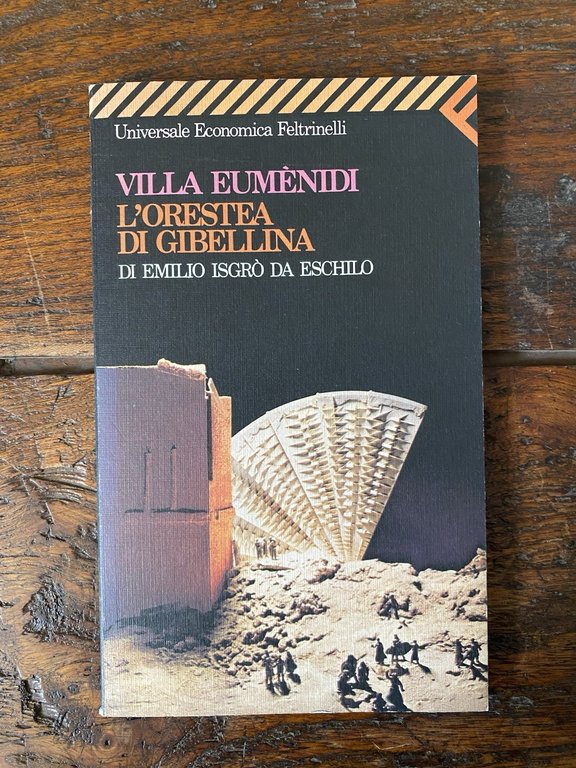 Universale Economica Feltrinelli
VILLA EUMÈNIDI
L'ORESTEA
DI GIBELLINA
DI EMILIO ISGRÒ DA ESCHILO